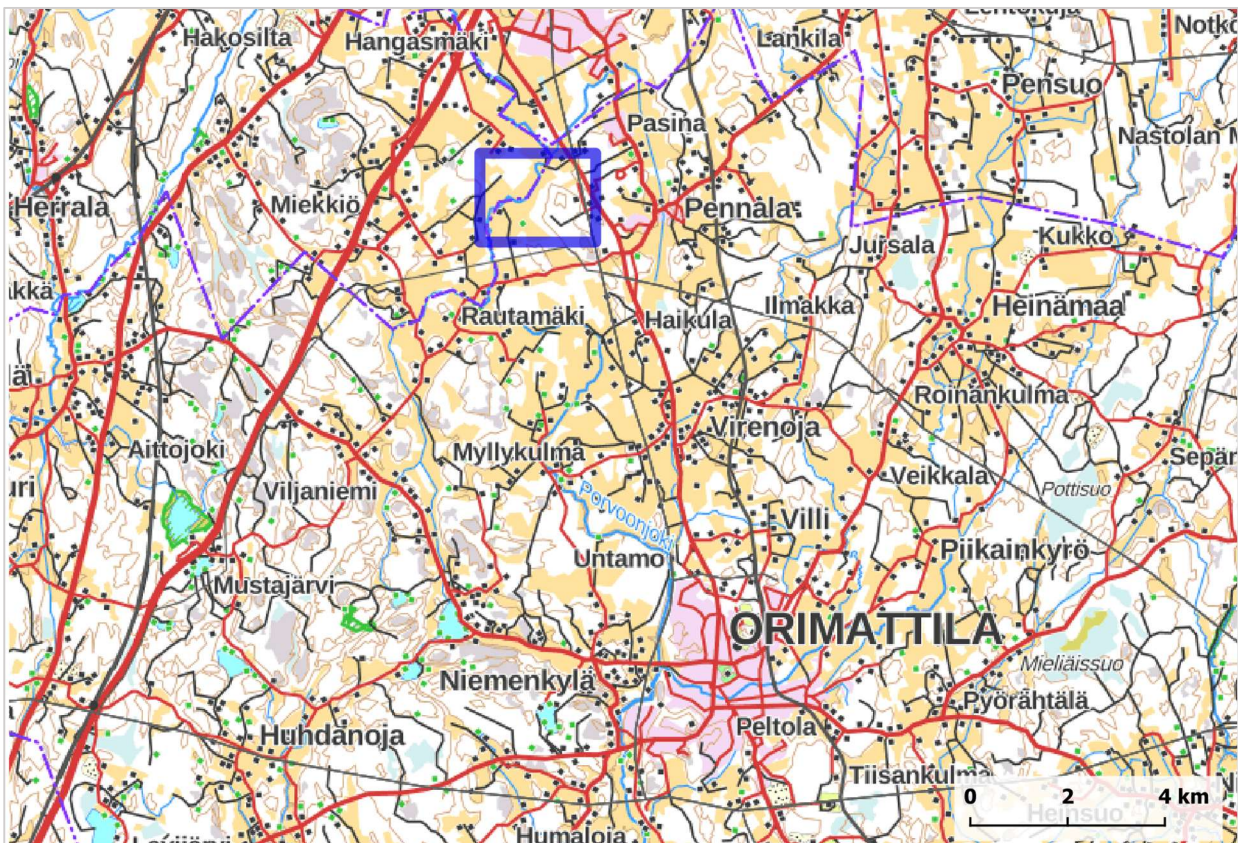 Hakosilta
Hangasmäki
Lankila
Pensuo
Pasina
Herrala
Miekkiö
Pennala
Jursala
Kukko
Rautamäki
Haikula
Ilmakka
Heinämaa
Roinankulma
Aittojoki
Myllykulma
Virenoja
Viljaniemi
Veikkala
Pottisuo
Porvoonjoki
Villi
Untamo
Piikainkyrö
Mustajärvi
ORIMATTILA
Mieliäissuo
Niemenkylä
Pyörähtälä
Huhdanoja
Peltola
Tiisankulma
0 2 4 km
Heinsuo
Humaloja